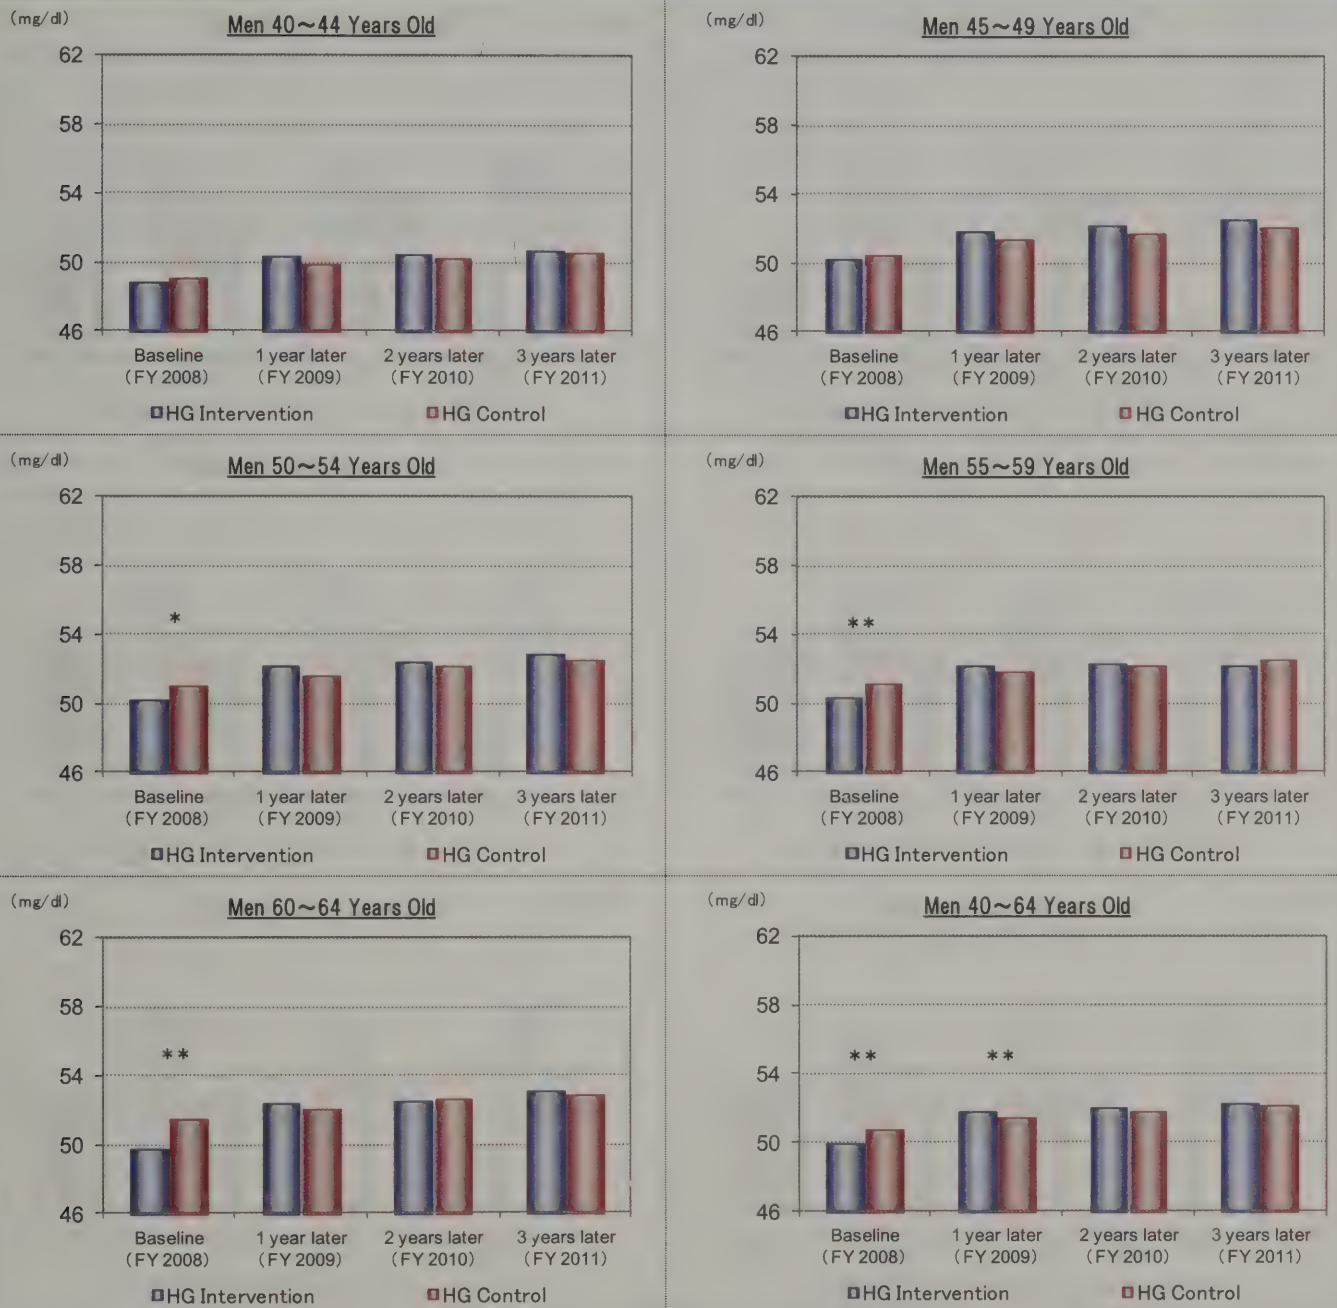 (mg/dl)
Men 40～44 Years Old
62
58
54
50
46
Baseline 1 year later 2 years later 3 years later
(FY 2008) (FY 2009) (FY 2010) (FY 2011)
HG Intervention HG Control
(mg/dl)
Men 45～49 Years Old
62
58
54
50
46
Baseline 1 year later 2 years later 3 years later
(FY 2008) (FY 2009) (FY 2010) (FY 2011)
HG Intervention HG Control
(mg/dl)
Men 50～54 Years Old
62
58
*
54
50
46
Baseline 1 year later 2 years later 3 years later
(FY 2008) (FY 2009) (FY 2010) (FY 2011)
HG Intervention HG Control
(mg/dl)
Men 55～59 Years Old
62
58
**
54
50
46
Baseline 1 year later 2 years later 3 years later
(FY 2008) (FY 2009) (FY 2010) (FY 2011)
HG Intervention HG Control
(mg/dl)
Men 60～64 Years Old
62
58
**
54
50
46
Baseline 1 year later 2 years later 3 years later
(FY 2008) (FY 2009) (FY 2010) (FY 2011)
HG Intervention HG Control
(mg/dl)
Men 40～64 Years Old
62
58
** **
54
50
46
Baseline 1 year later 2 years later 3 years later
(FY 2008) (FY 2009) (FY 2010) (FY 2011)
HG Intervention HG Control